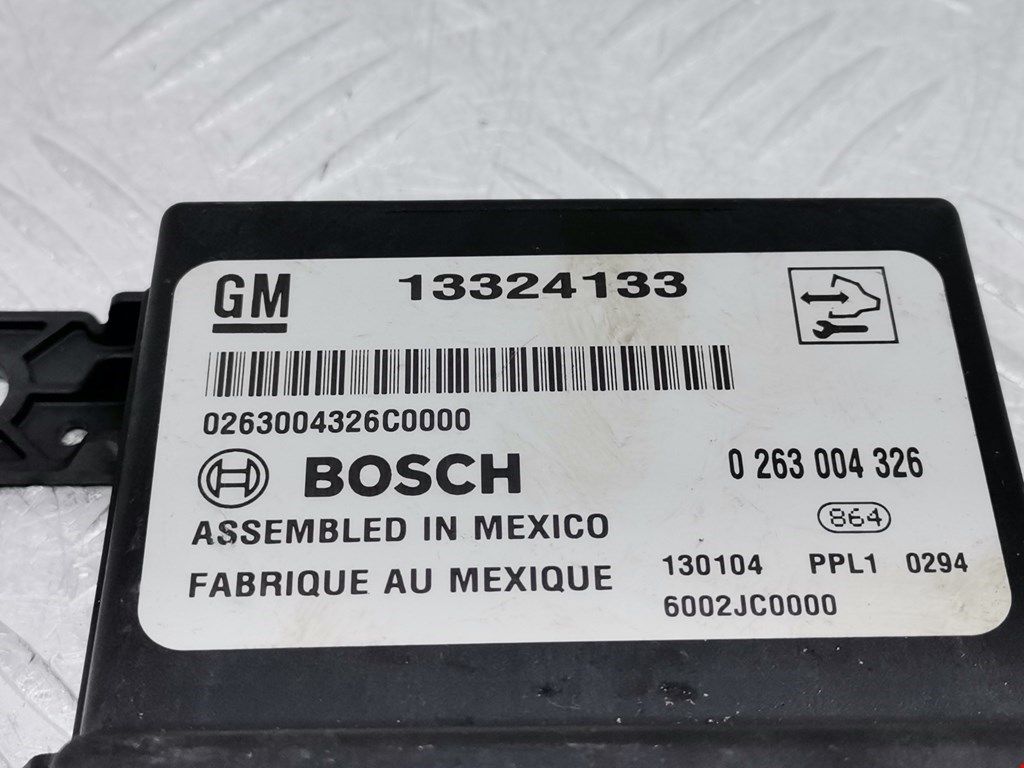 GM 13324133
0263004326C0000
BOSCH 0 263 004 326
ASSEMBLED IN MEXICO 864
FABRIQUE AU MEXIQUE 130104 PPL1 0294
6002JC0000